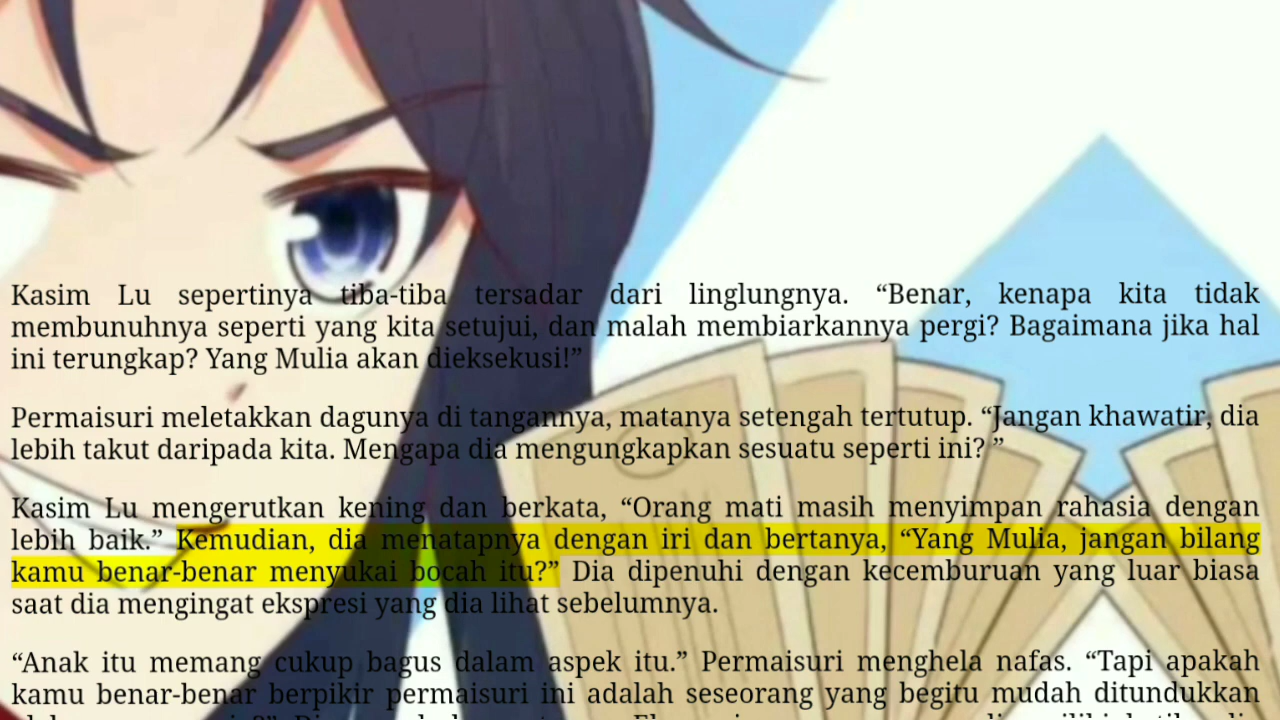 Kasim Lu sepertinya tiba-tiba tersadar dari linglungnya. “Benar, kenapa kita tidak
membunuhnya seperti yang kita setujui, dan malah membiarkannya pergi? Bagaimana jika hal
ini terungkap? Yang Mulia akan dieksekusi!”
Permaisuri meletakkan dagunya di tangannya, matanya setengah tertutup. “Jangan khawatir, dia
lebih takut daripada kita. Mengapa dia mengungkapkan sesuatu seperti ini? ”
Kasim Lu mengerutkan kening dan berkata, “Orang mati masih menyimpan rahasia dengan
lebih baik.” Kemudian, dia menatapnya dengan iri dan bertanya, “Yang Mulia, jangan bilang
kamu benar-benar menyukai bocah itu?” Dia dipenuhi dengan kecemburuan yang luar biasa
saat dia mengingat ekspresi yang dia lihat sebelumnya.
“Anak itu memang cukup bagus dalam aspek itu.” Permaisuri menghela nafas. “Tapi apakah
kamu benar-benar berpikir permaisuri ini adalah seseorang yang begitu mudah ditundukkan